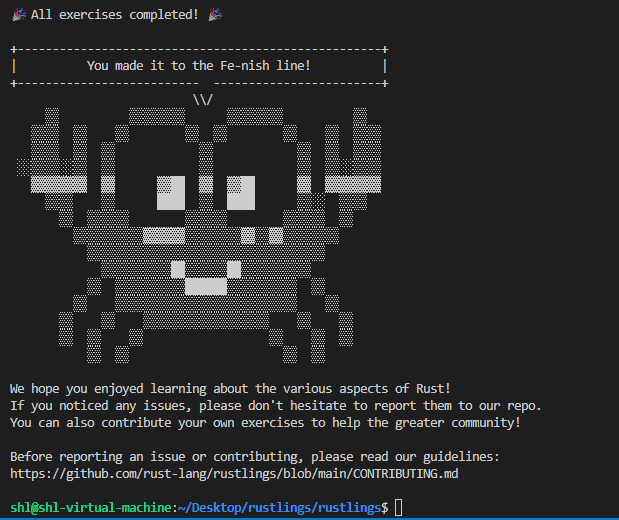 🎉 All exercises completed! 🎉
+----------------------------------------------------+
|          You made it to the Fe-nish line!          |
+--------------------------  ------------------------+
\\/
We hope you enjoyed learning about the various aspects of Rust!
If you noticed any issues, please don't hesitate to report them to our repo.
You can also contribute your own exercises to help the greater community!
Before reporting an issue or contributing, please read our guidelines:
https://github.com/rust-lang/rustlings/blob/main/CONTRIBUTING.md
shl@shl-virtual-machine:~/Desktop/rustlings/rustlings$